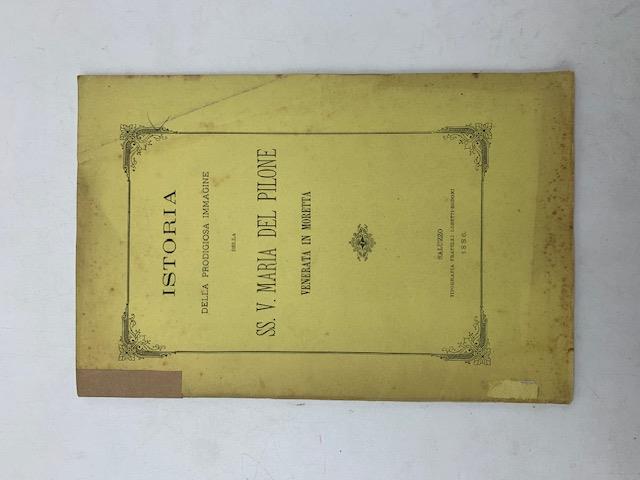 ISTORIA
DELLA PRODIGIOSA IMMAGINE
DELLA
SS. V. MARIA DEL PILONE
VENERATA IN MORETTA
SALUZZO
TIPOGRAFIA FRATELLI LOBETTI-BODONI
1886.